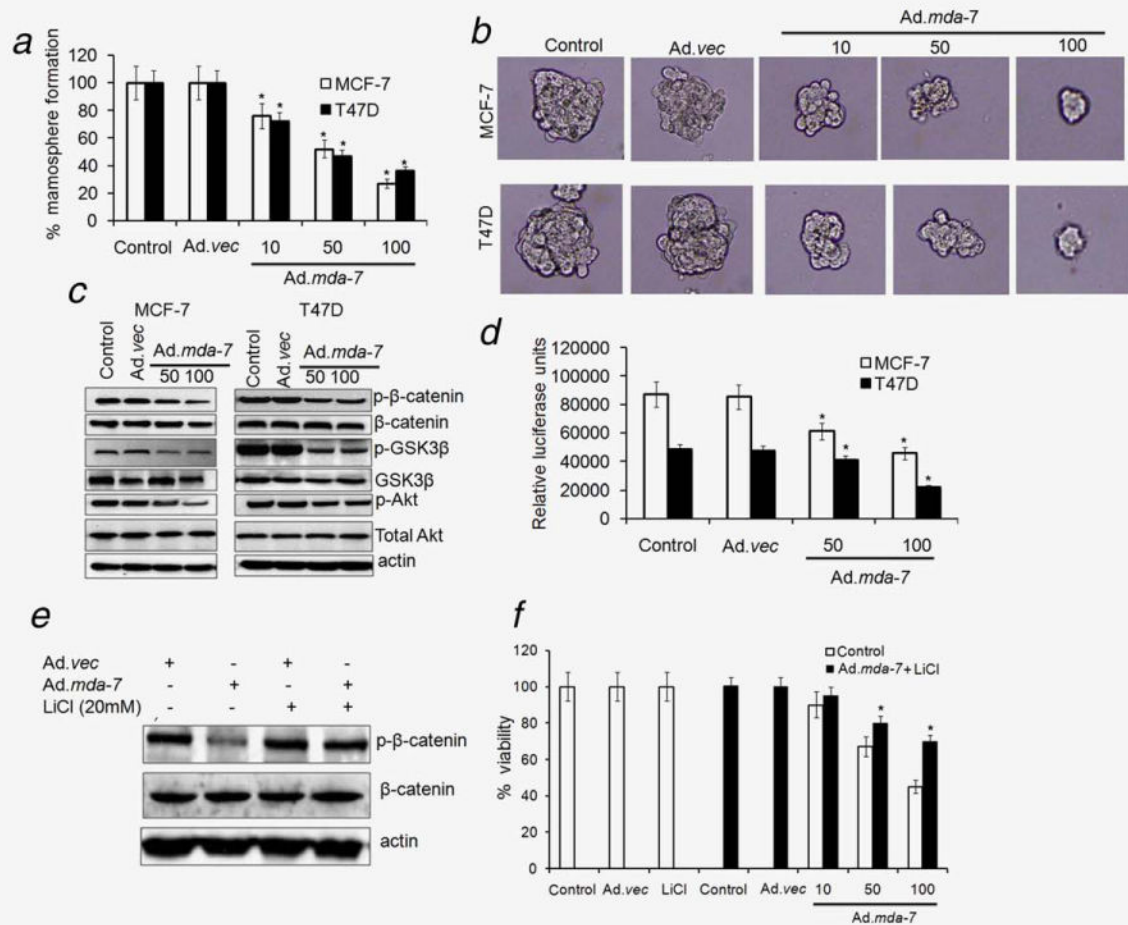 a
% mamosphere formation
120
100
80
60
40
20
0
MCF-7
T47D
*
*
*
*
*
*
Control
Ad.vec
10
50
100
Ad.mda-7
b
Control
Ad.vec
Ad.mda-7
10
50
100
MCF-7
T47D
c
MCF-7
T47D
Control
Ad.vec
Ad.mda-7
50 100
Control
Ad.vec
Ad.mda-7
50 100
p-β-catenin
β-catenin
p-GSK3β
GSK3β
p-Akt
Total Akt
actin
d
Relative luciferase units
120000
100000
80000
60000
40000
20000
0
MCF-7
T47D
*
*
*
*
Control
Ad.vec
50
100
Ad.mda-7
e
Ad.vec + - + -
Ad.mda-7 - + - +
LiCl (20mM) - - + +
p-β-catenin
β-catenin
actin
f
% viability
120
100
80
60
40
20
0
Control
Ad.mda-7+LiCl
*
*
Control Ad.vec LiCl Control Ad.vec 10 50 100
Ad.mda-7